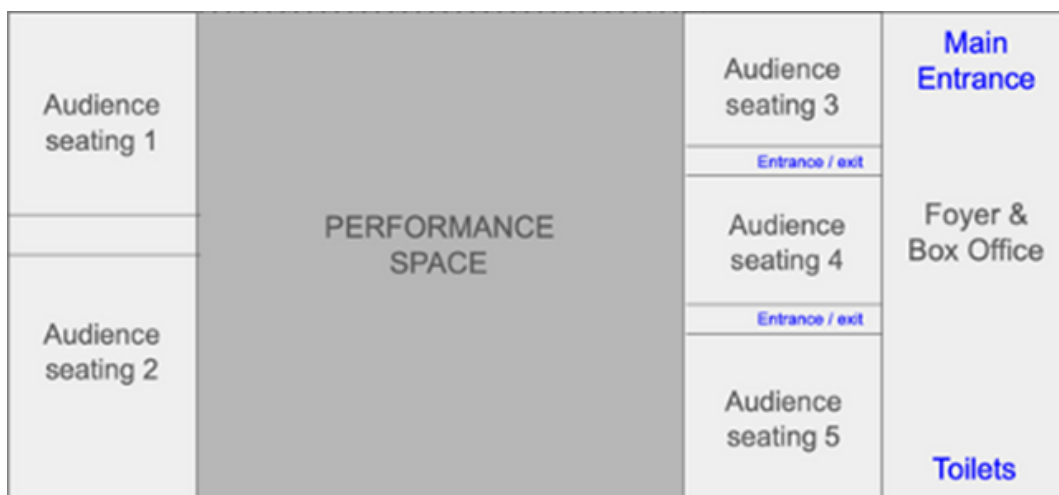 Audience
seating 1
Audience
seating 2
PERFORMANCE
SPACE
Audience
seating 3
Entrance / exit
Audience
seating 4
Entrance / exit
Audience
seating 5
Main
Entrance
Foyer &
Box Office
Toilets